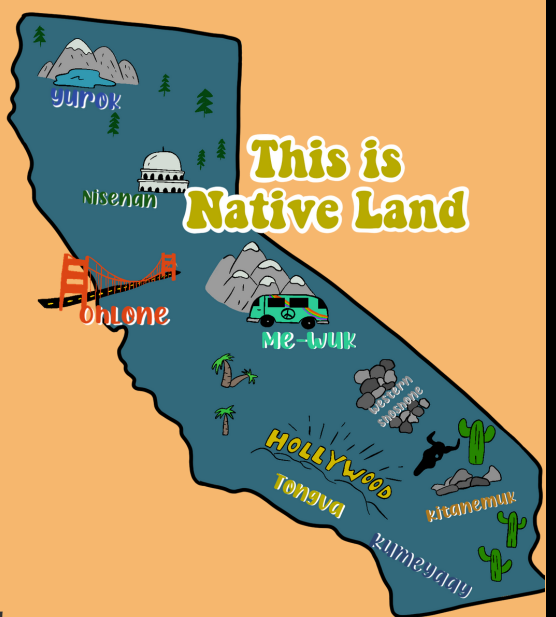 Yurok
This is
Native Land
Nisenan
Ohlone
Me-Wuk
Western
Shoshone
HOLLYWOOD
Tongva
Kitanemuk
Kumeyaay